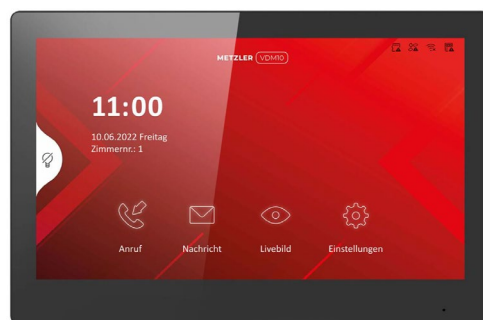 METZLER VDM10
11:00
10.06.2022 Freitag
Zimmernr.: 1
Anruf Nachricht Livebild Einstellungen